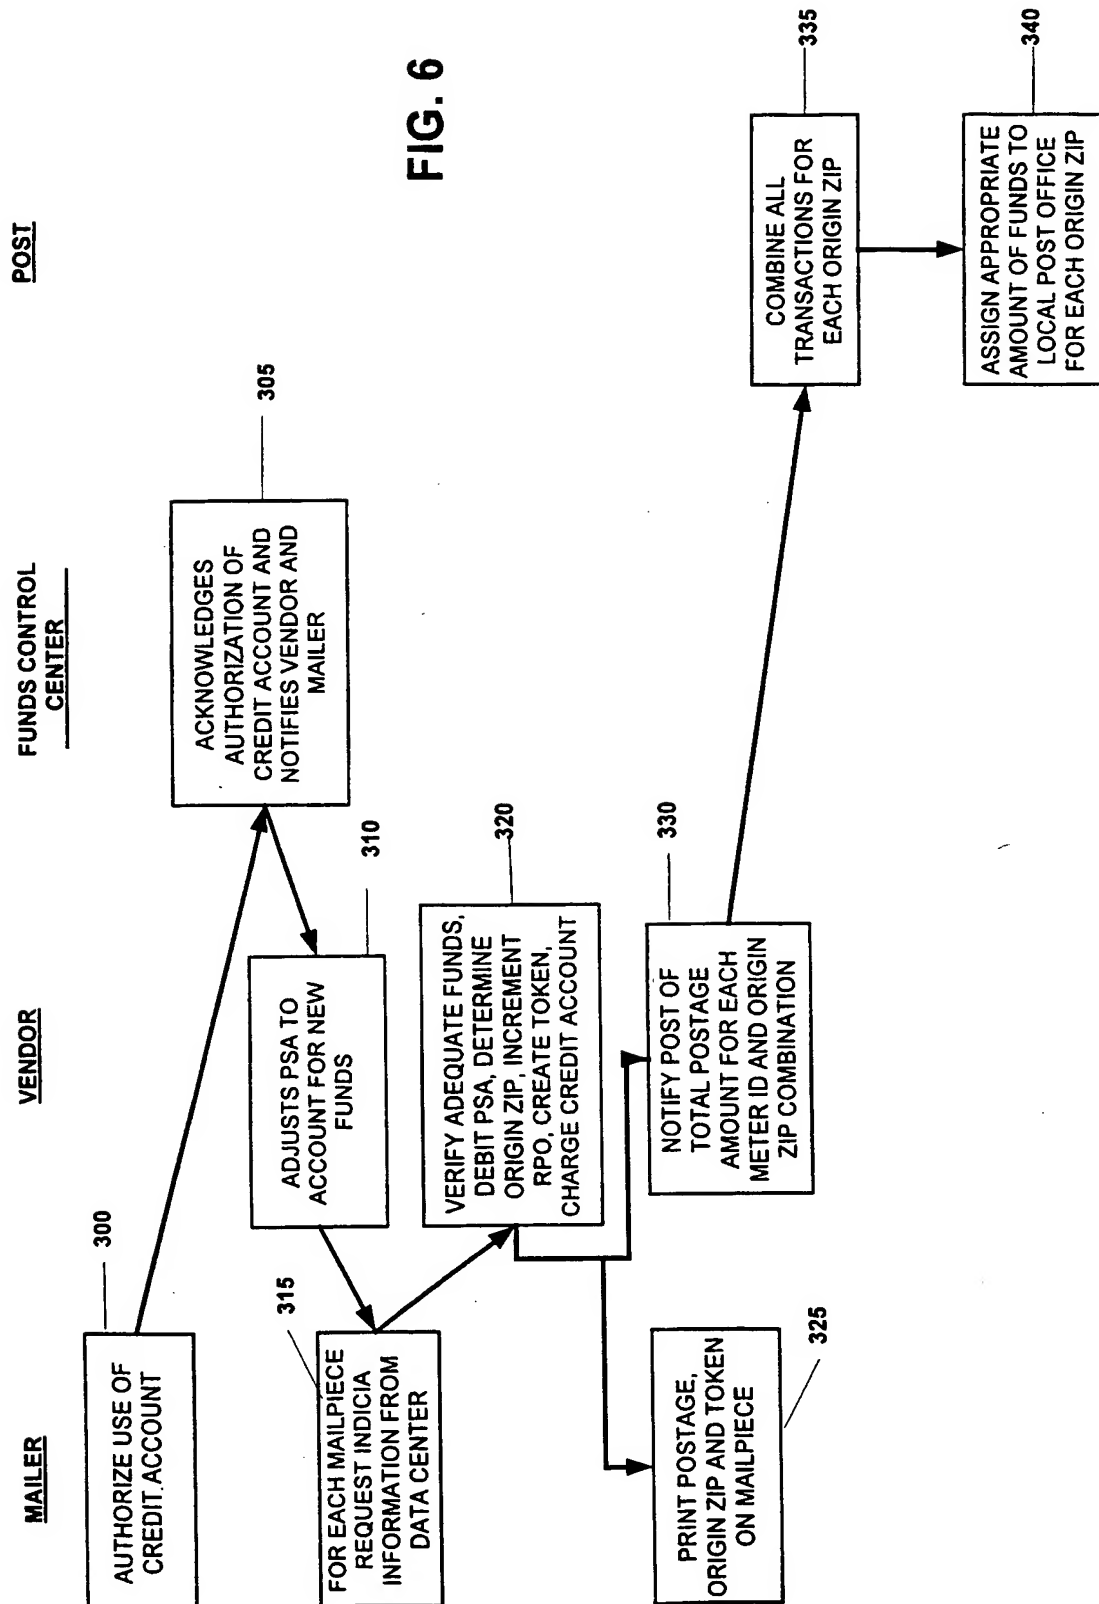 MAILER
VENDOR
FUNDS CONTROL
CENTER
POST
300
AUTHORIZE USE OF
CREDIT ACCOUNT
305
ACKNOWLEDGES
AUTHORIZATION OF
CREDIT ACCOUNT AND
NOTIFIES VENDOR AND
MAILER
310
ADJUSTS PSA TO
ACCOUNT FOR NEW
FUNDS
315
FOR EACH MAILPIECE
REQUEST INDICIA
INFORMATION FROM
DATA CENTER
320
VERIFY ADEQUATE FUNDS,
DEBIT PSA, DETERMINE
ORIGIN ZIP, INCREMENT
RPO, CREATE TOKEN,
CHARGE CREDIT ACCOUNT
PRINT POSTAGE,
ORIGIN ZIP AND TOKEN
ON MAILPIECE
325
330
NOTIFY POST OF
TOTAL POSTAGE
AMOUNT FOR EACH
METER ID AND ORIGIN
ZIP COMBINATION
335
COMBINE ALL
TRANSACTIONS FOR
EACH ORIGIN ZIP
340
ASSIGN APPROPRIATE
AMOUNT OF FUNDS TO
LOCAL POST OFFICE
FOR EACH ORIGIN ZIP
FIG. 6